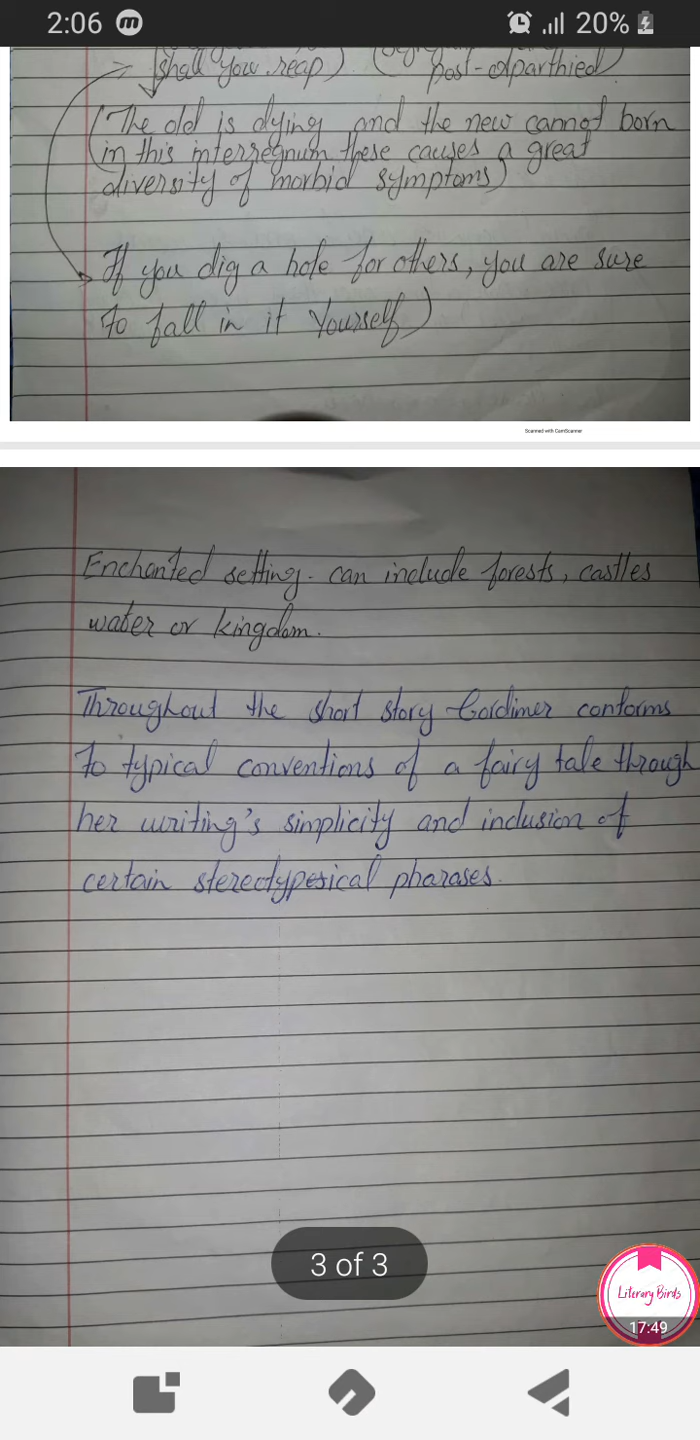 2:06
20%
shall you reap)
post-alparthied)
(The old is dying and the new cannot born
in this interregnum these causes a great
diversity of morbid symptoms)
If you dig a hole for others, you are sure
to fall in it Yourself)
Scanned with CamScanner
Enchanted setting - can include forests, castles
water or kingdom.
Throughout the short story Gordimer conforms
to typical conventions of a fairy tale through
her writing's simplicity and inclusion of
certain stereotypesical pharases.
3 of 3
Literary Birds
17:49